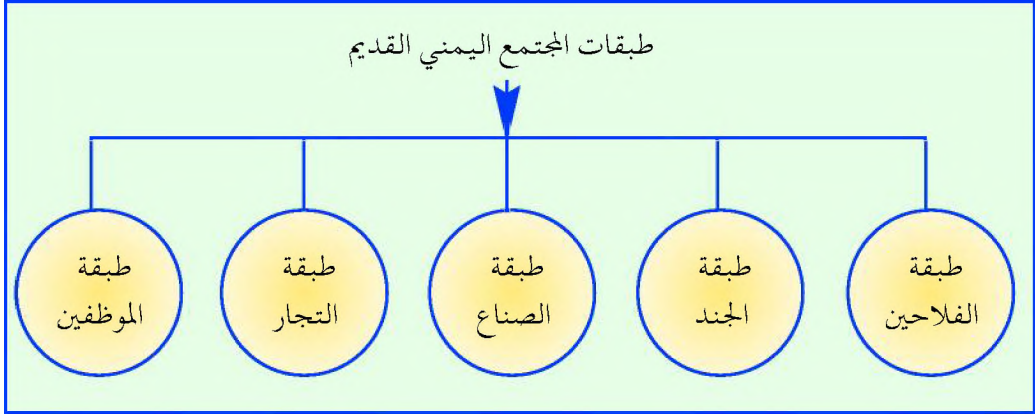 طبقات المجتمع اليمني القديم
طبقة
الفلاحين
طبقة
الجند
طبقة
الصناع
طبقة
التجار
طبقة
الموظفين